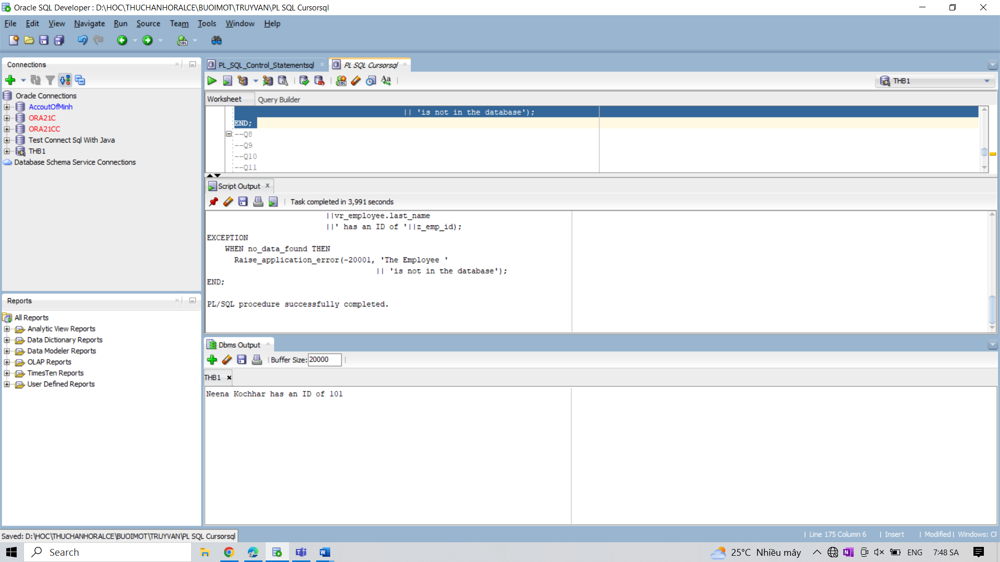 Oracle SQL Developer : D:\HOC\THUCHANHORALCE\BUOIMOT\TRUYVAN\PL SQL Cursorsql
File Edit View Navigate Run Source Team Tools Window Help
Connections
Oracle Connections
AccoutOfMinh
ORA21C
ORA21CC
Test Connect Sql With Java
THB1
Database Schema Service Connections
Reports
All Reports
Analytic View Reports
Data Dictionary Reports
Data Modeler Reports
OLAP Reports
TimesTen Reports
User Defined Reports
PL_SQL_Control_Statementsql
PL SQL Cursorsql
THB1
Worksheet Query Builder
|| 'is not in the database');
END;
--Q8
--Q9
--Q10
--Q11
Script Output
Task completed in 3,991 seconds
||vr_employee.last_name
||' has an ID of '||z_emp_id);
EXCEPTION
WHEN no_data_found THEN
Raise_application_error(-20001, 'The Employee '
|| 'is not in the database');
END;
PL/SQL procedure successfully completed.
Dbms Output
Buffer Size: 20000
THB1
Neena Kochhar has an ID of 101
Saved: D:\HOC\THUCHANHORALCE\BUOIMOT\TRUYVAN\PL SQL Cursorsql
| Line 175 Column 6 | Insert | Modified | Windows: CF
Search
25°C Nhiều mây
ENG
7:48 SA